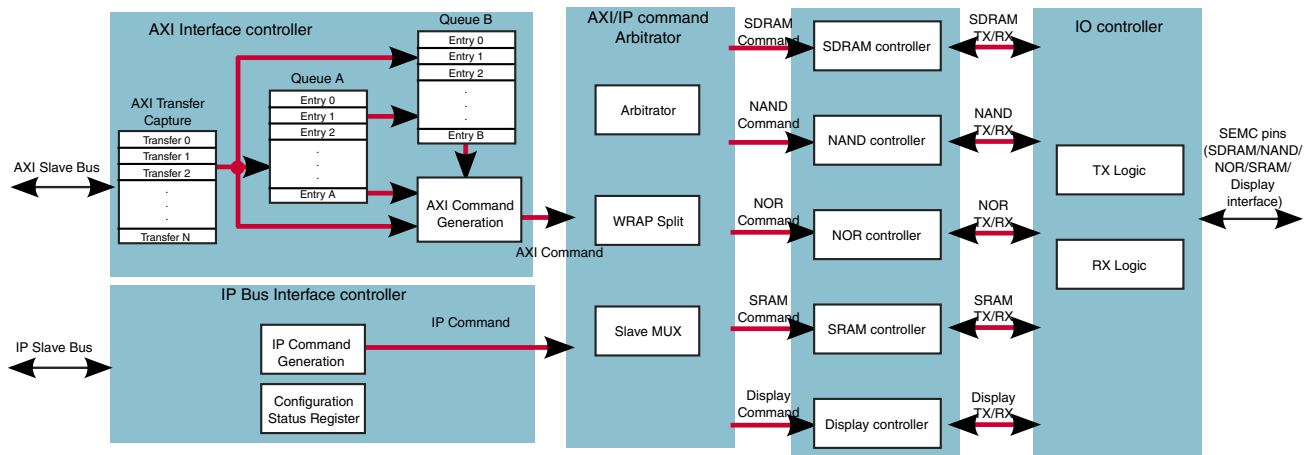 AXI Interface controller
Queue B
Entry 0
Entry 1
Entry 2
.
.
.
Entry B
Queue A
Entry 0
Entry 1
Entry 2
.
.
.
Entry A
AXI Transfer
Capture
Transfer 0
Transfer 1
Transfer 2
.
.
.
Transfer N
AXI Slave Bus
AXI Command
Generation
AXI Command
IP Bus Interface controller
IP Command
IP Command
Generation
Configuration
Status Register
IP Slave Bus
AXI/IP command
Arbitrator
Arbitrator
WRAP Split
Slave MUX
SDRAM
Command
NAND
Command
NOR
Command
SRAM
Command
Display
Command
SDRAM controller
NAND controller
NOR controller
SRAM controller
Display controller
SDRAM
TX/RX
NAND
TX/RX
NOR
TX/RX
SRAM
TX/RX
Display
TX/RX
IO controller
TX Logic
RX Logic
SEMC pins
(SDRAM/NAND/
NOR/SRAM/
Display
interface)